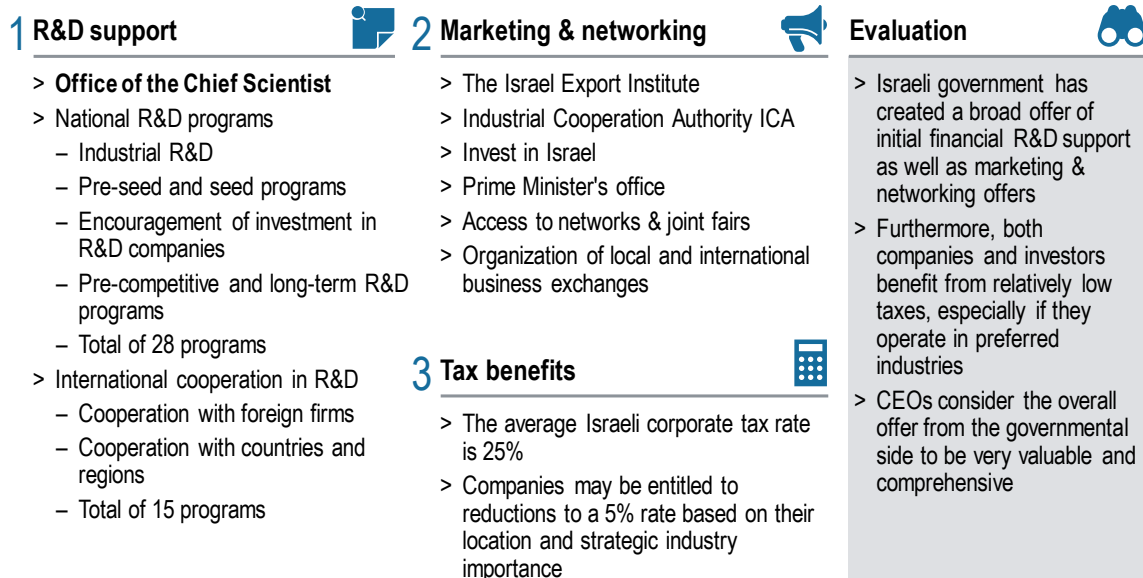 1 R&D support
> Office of the Chief Scientist
> National R&D programs
– Industrial R&D
– Pre-seed and seed programs
– Encouragement of investment in
R&D companies
– Pre-competitive and long-term R&D
programs
– Total of 28 programs
> International cooperation in R&D
– Cooperation with foreign firms
– Cooperation with countries and
regions
– Total of 15 programs
2 Marketing & networking
> The Israel Export Institute
> Industrial Cooperation Authority ICA
> Invest in Israel
> Prime Minister's office
> Access to networks & joint fairs
> Organization of local and international
business exchanges
3 Tax benefits
> The average Israeli corporate tax rate
is 25%
> Companies may be entitled to
reductions to a 5% rate based on their
location and strategic industry
importance
Evaluation
> Israeli government has
created a broad offer of
initial financial R&D support
as well as marketing &
networking offers
> Furthermore, both
companies and investors
benefit from relatively low
taxes, especially if they
operate in preferred
industries
> CEOs consider the overall
offer from the governmental
side to be very valuable and
comprehensive